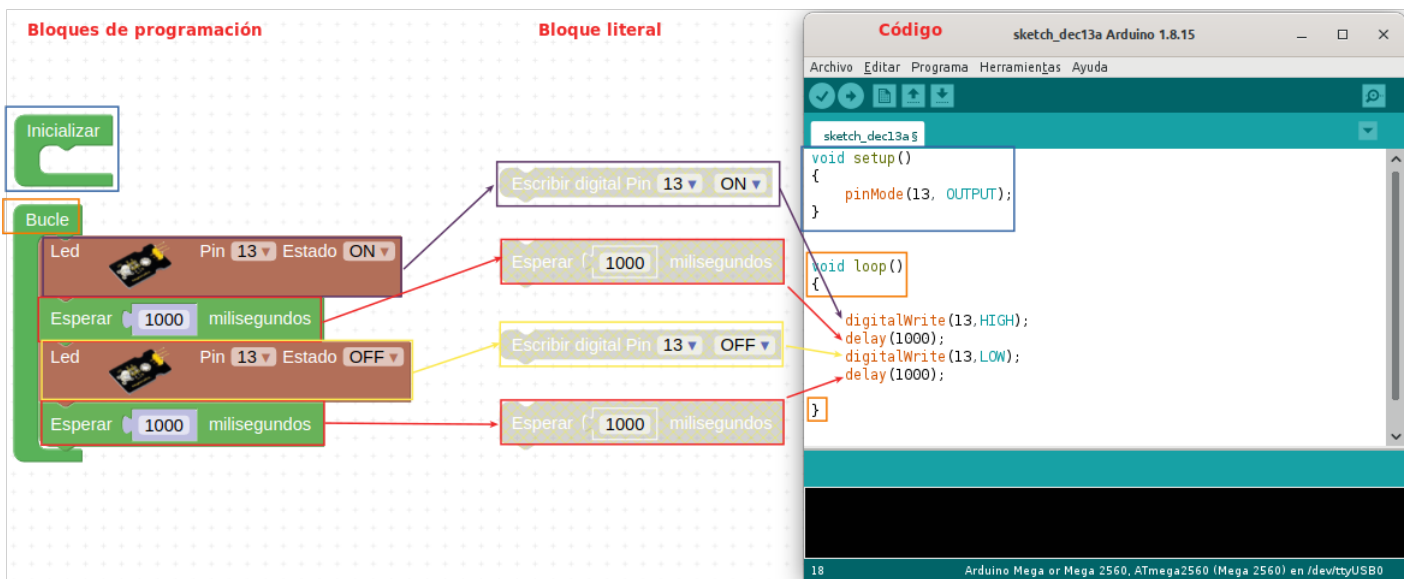 Bloques de programación
Inicializar
Bucle
Led Pin 13 Estado ON
Esperar 1000 milisegundos
Led Pin 13 Estado OFF
Esperar 1000 milisegundos
Bloque literal
Escribir digital Pin 13 ON
Esperar 1000 milisegundos
Escribir digital Pin 13 OFF
Esperar 1000 milisegundos
Código
sketch_dec13a Arduino 1.8.15
Archivo Editar Programa Herramientas Ayuda
sketch_dec13a §
void setup()
{
pinMode(13, OUTPUT);
}
void loop()
{
digitalWrite(13,HIGH);
delay(1000);
digitalWrite(13,LOW);
delay(1000);
}
18 Arduino Mega or Mega 2560, ATmega2560 (Mega 2560) en /dev/ttyUSB0